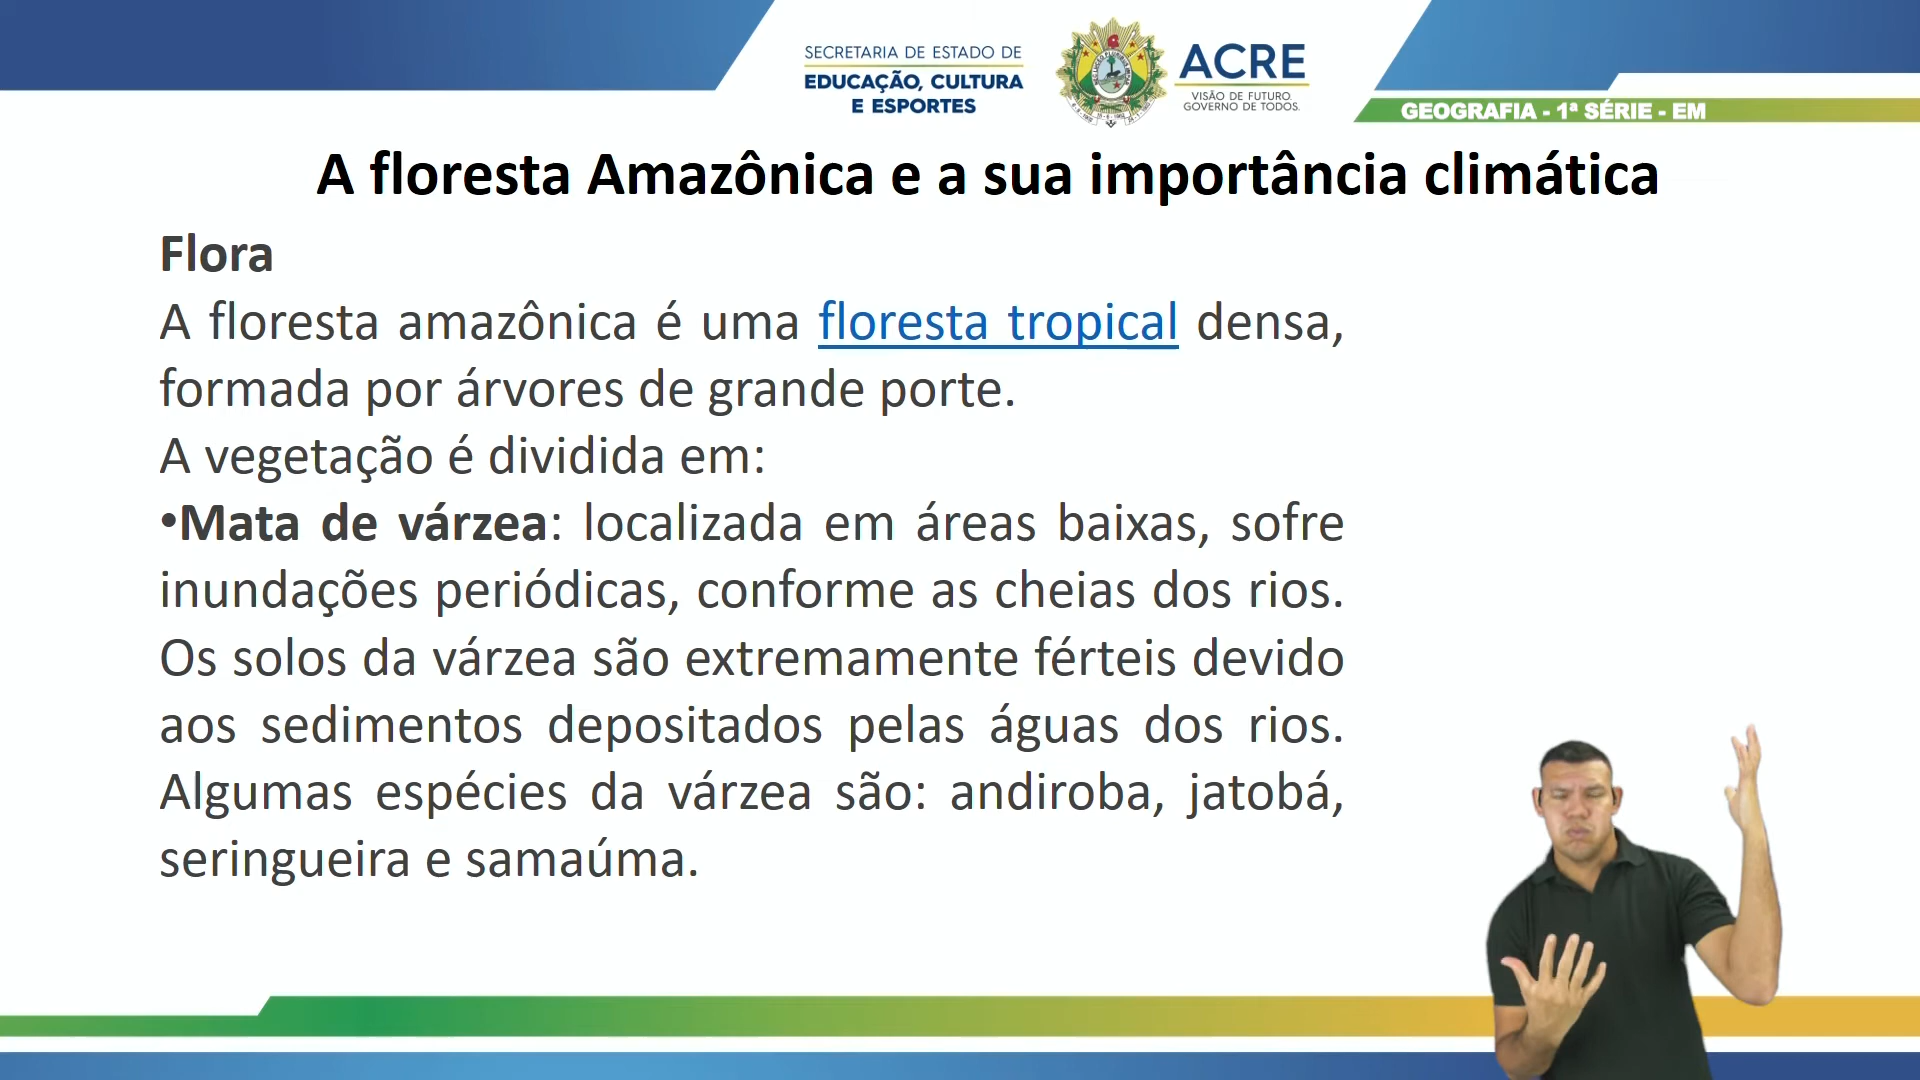 SECRETARIA DE ESTADO DE
EDUCAÇÃO, CULTURA
E ESPORTES
ACRE
VISÃO DE FUTURO.
GOVERNO DE TODOS.
GEOGRAFIA - 1ª SÉRIE - EM
A floresta Amazônica e a sua importância climática
Flora
A floresta amazônica é uma floresta tropical densa,
formada por árvores de grande porte.
A vegetação é dividida em:
•Mata de várzea: localizada em áreas baixas, sofre
inundações periódicas, conforme as cheias dos rios.
Os solos da várzea são extremamente férteis devido
aos sedimentos depositados pelas águas dos rios.
Algumas espécies da várzea são: andiroba, jatobá,
seringueira e samaúma.